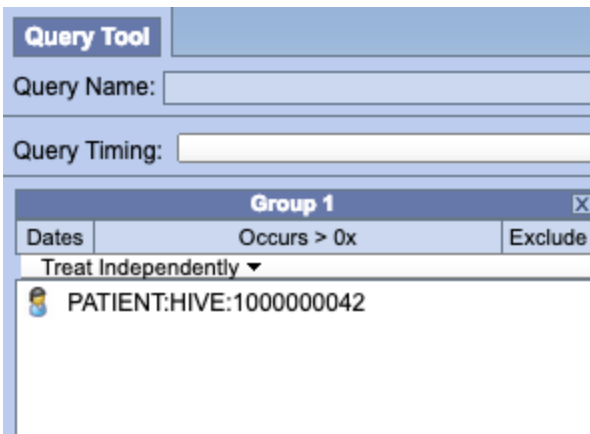 Query Tool
Query Name:
Query Timing:
Group 1 X
Dates Occurs > 0x Exclude
Treat Independently ▼
PATIENT:HIVE:1000000042